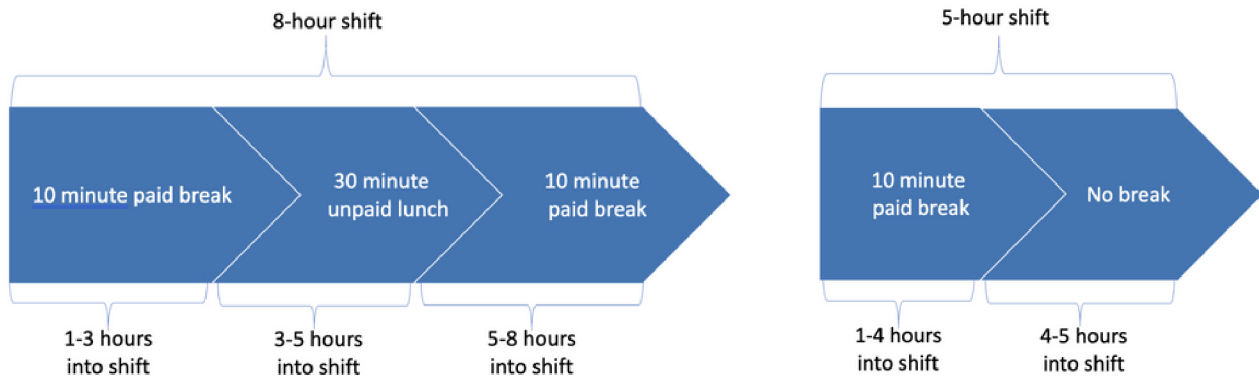 8-hour shift
10 minute paid break
30 minute
unpaid lunch
10 minute
paid break
1-3 hours
into shift
3-5 hours
into shift
5-8 hours
into shift
5-hour shift
10 minute
paid break
No break
1-4 hours
into shift
4-5 hours
into shift